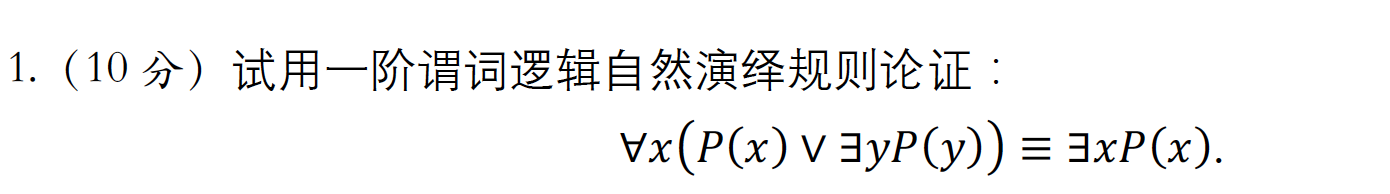 1.（10 分）试用一阶谓词逻辑自然演绎规则论证：
∀x(P(x) ∨ ∃yP(y)) ≡ ∃xP(x).